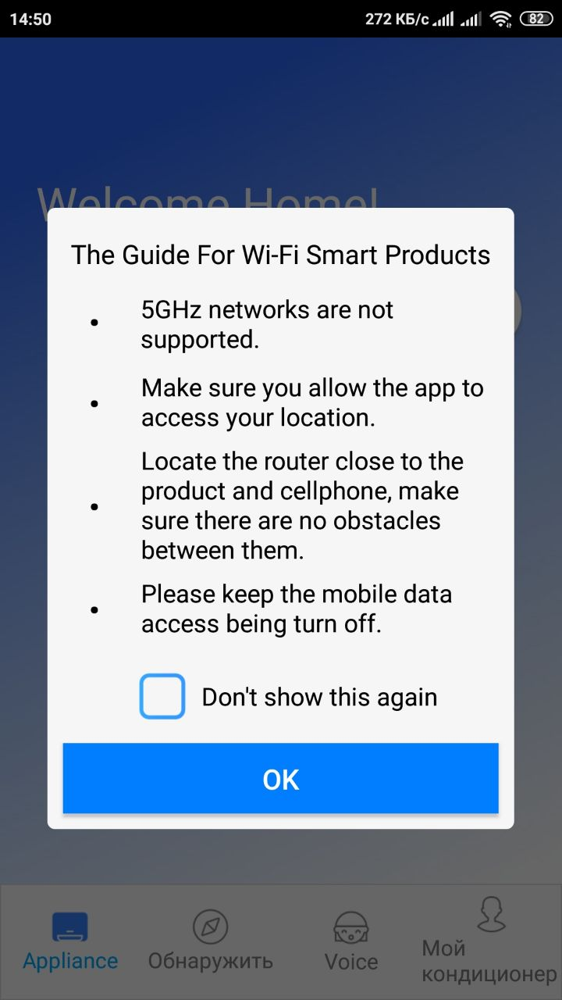 14:50 272 КБ/с 82
Welcome Home!
The Guide For Wi-Fi Smart Products
• 5GHz networks are not
supported.
• Make sure you allow the app to
access your location.
• Locate the router close to the
product and cellphone, make
sure there are no obstacles
between them.
• Please keep the mobile data
access being turn off.
Don't show this again
OK
Appliance
Обнаружить
Voice
Мой
кондиционер